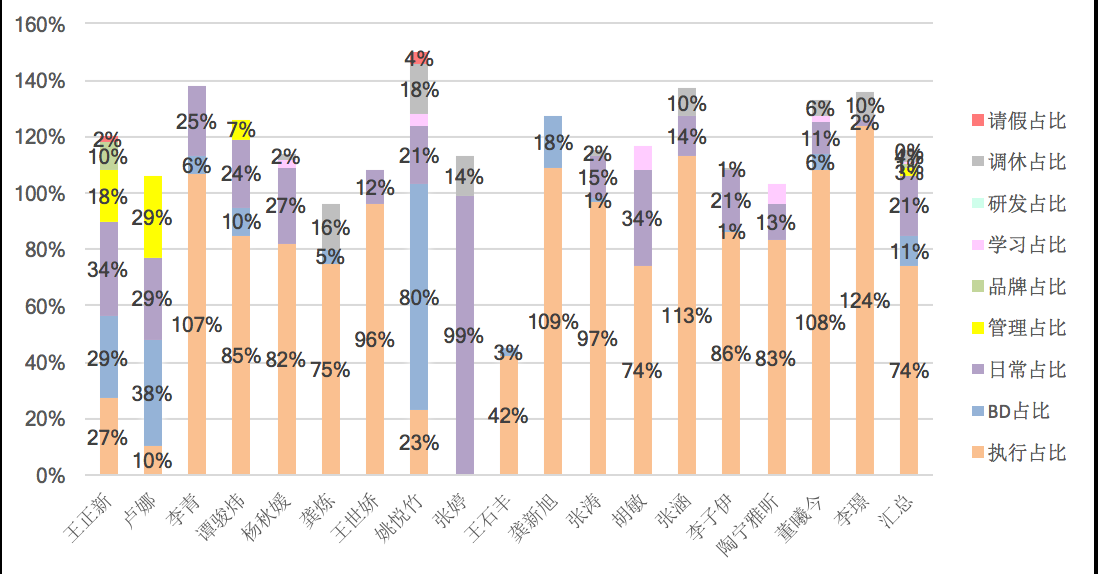 160%
140%
120%
100%
80%
60%
40%
20%
0%
2%
10%
18%
34%
29%
27%
29%
29%
38%
10%
25%
6%
107%
7%
24%
10%
85%
2%
27%
82%
16%
5%
75%
12%
96%
4%
18%
21%
80%
23%
14%
99%
3%
42%
18%
109%
2%
15%
1%
97%
34%
74%
10%
14%
113%
1%
21%
1%
86%
13%
83%
6%
11%
6%
108%
10%
2%
124%
0%
4%
3%
21%
11%
74%
王正新
卢娜
李青
谭骏炜
杨秋媛
龚炼
王世娇
姚悦竹
张婷
王石丰
龚新旭
张涛
胡敏
张涵
李子伊
陶宁雅昕
董曦今
李璟
汇总
请假占比
调休占比
研发占比
学习占比
品牌占比
管理占比
日常占比
BD占比
执行占比